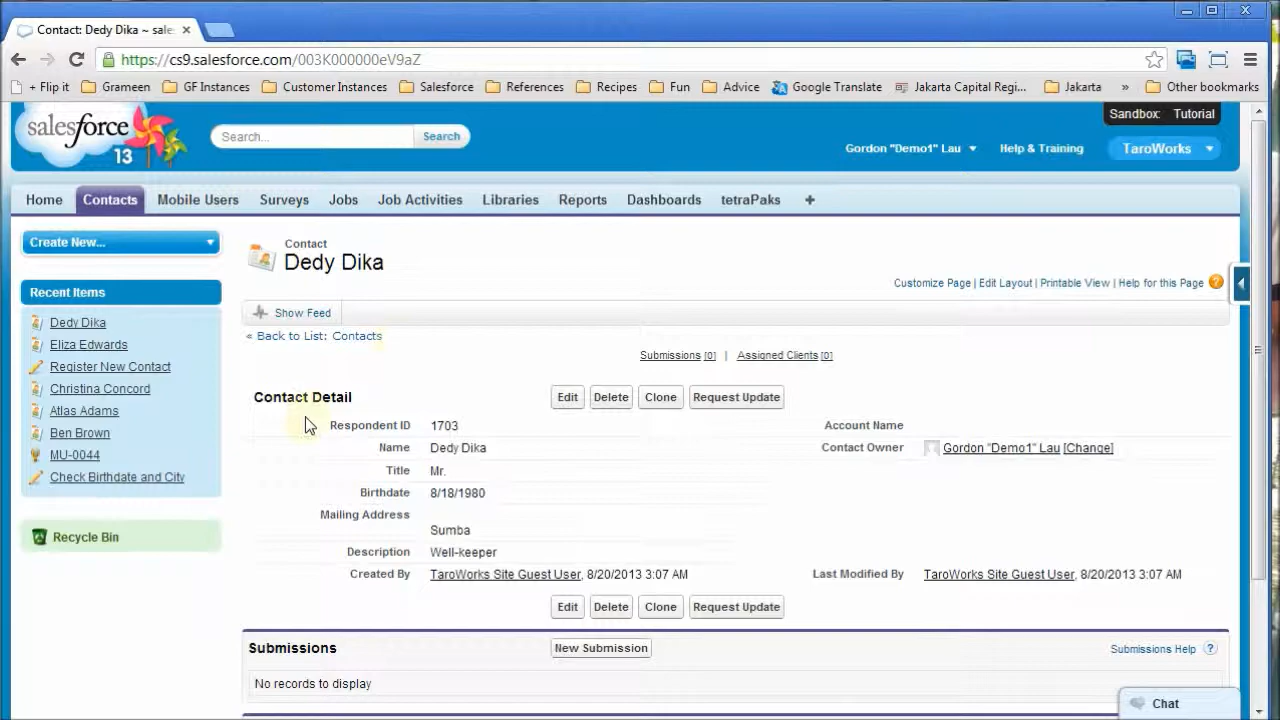 Contact: Dedy Dika ~ sale
https://cs9.salesforce.com/003K000000eV9aZ
+ Flip it Grameen GF Instances Customer Instances Salesforce References Recipes Fun Advice Google Translate Jakarta Capital Regi... Jakarta » Other bookmarks
salesforce
13
Search... Search
Sandbox: Tutorial
Gordon "Demo1" Lau Help & Training TaroWorks
Home Contacts Mobile Users Surveys Jobs Job Activities Libraries Reports Dashboards tetraPaks +
Create New...
Recent Items
Dedy Dika
Eliza Edwards
Register New Contact
Christina Concord
Atlas Adams
Ben Brown
MU-0044
Check Birthdate and City
Recycle Bin
Contact
Dedy Dika
Customize Page | Edit Layout | Printable View | Help for this Page ?
Show Feed
« Back to List: Contacts
Submissions [0] | Assigned Clients [0]
Contact Detail Edit Delete Clone Request Update
Respondent ID 1703 Account Name
Name Dedy Dika Contact Owner Gordon "Demo1" Lau [Change]
Title Mr.
Birthdate 8/18/1980
Mailing Address
Sumba
Description Well-keeper
Created By TaroWorks Site Guest User, 8/20/2013 3:07 AM Last Modified By TaroWorks Site Guest User, 8/20/2013 3:07 AM
Edit Delete Clone Request Update
Submissions New Submission Submissions Help ?
No records to display
Chat